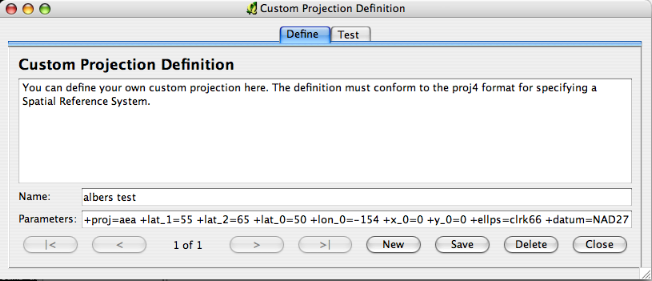 Custom Projection Definition
Define Test
Custom Projection Definition
You can define your own custom projection here. The definition must conform to the proj4 format for specifying a
Spatial Reference System.
Name: albers test
Parameters: +proj=aea +lat_1=55 +lat_2=65 +lat_0=50 +lon_0=-154 +x_0=0 +y_0=0 +ellps=clrk66 +datum=NAD27
|< < 1 of 1 > >| New Save Delete Close